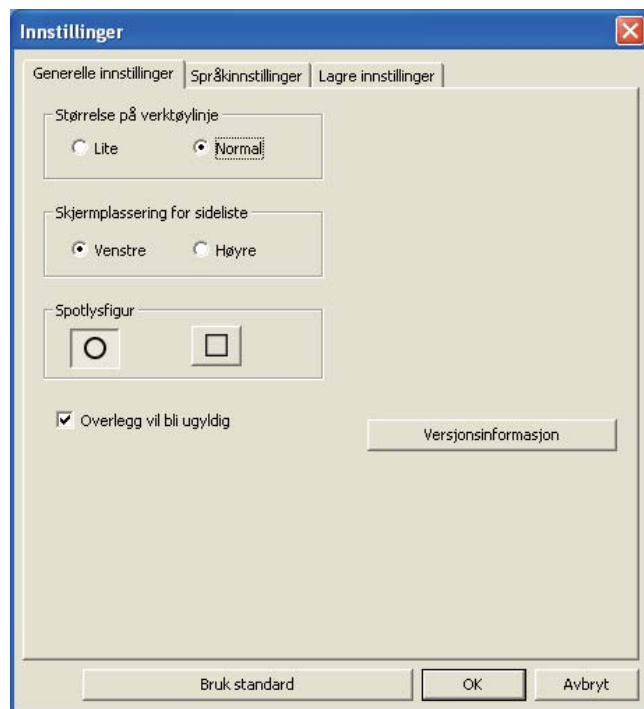 Innstillinger
Generelle innstillinger Språkinnstillinger Lagre innstillinger
Størrelse på verktøylinje
Lite Normal
Skjermplassering for sideliste
Venstre Høyre
Spotlysfigur
Overlegg vil bli ugyldig
Versjonsinformasjon
Bruk standard OK Avbryt